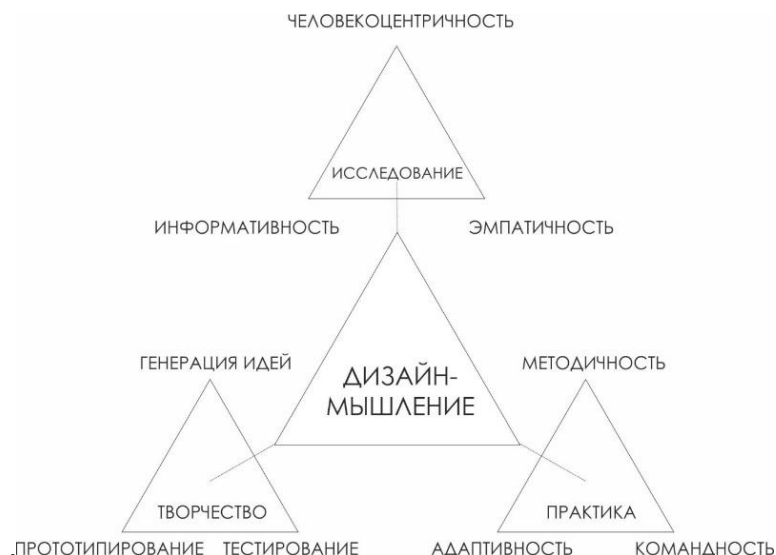 ЧЕЛОВЕКОЦЕНТРИЧНОСТЬ
ИССЛЕДОВАНИЕ
ИНФОРМАТИВНОСТЬ
ЭМПАТИЧНОСТЬ
ГЕНЕРАЦИЯ ИДЕЙ
МЕТОДИЧНОСТЬ
ДИЗАЙН-
МЫШЛЕНИЕ
ТВОРЧЕСТВО
ПРАКТИКА
ПРОТОТИПИРОВАНИЕ
ТЕСТИРОВАНИЕ
АДАПТИВНОСТЬ
КОМАНДНОСТЬ